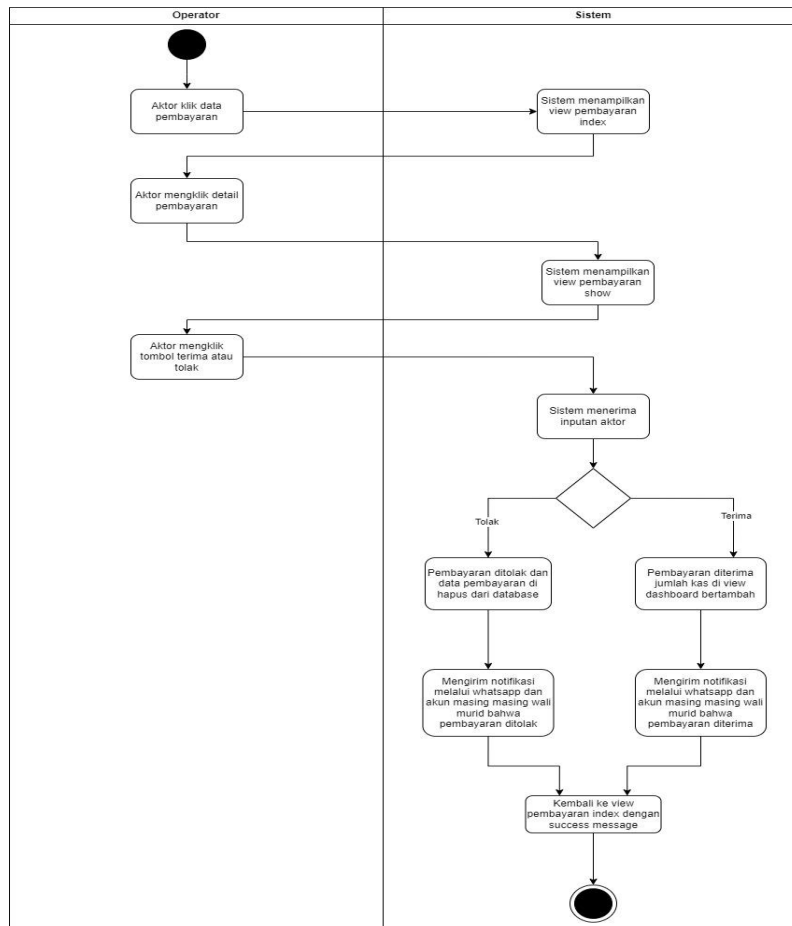 Operator
Sistem
Aktor klik data
pembayaran
Sistem menampilkan
view pembayaran
index
Aktor mengklik detail
pembayaran
Sistem menampilkan
view pembayaran
show
Aktor mengklik
tombol terima atau
tolak
Sistem menerima
inputan aktor
Tolak
Terima
Pembayaran ditolak dan
data pembayaran di
hapus dari database
Pembayaran diterima
jumlah kas di view
dashboard bertambah
Mengirim notifikasi
melalui whatsapp dan
akun masing masing wali
murid bahwa
pembayaran ditolak
Mengirim notifikasi
melalui whatsapp dan
akun masing masing wali
murid bahwa
pembayaran diterima
Kembali ke view
pembayaran index dengan
success message